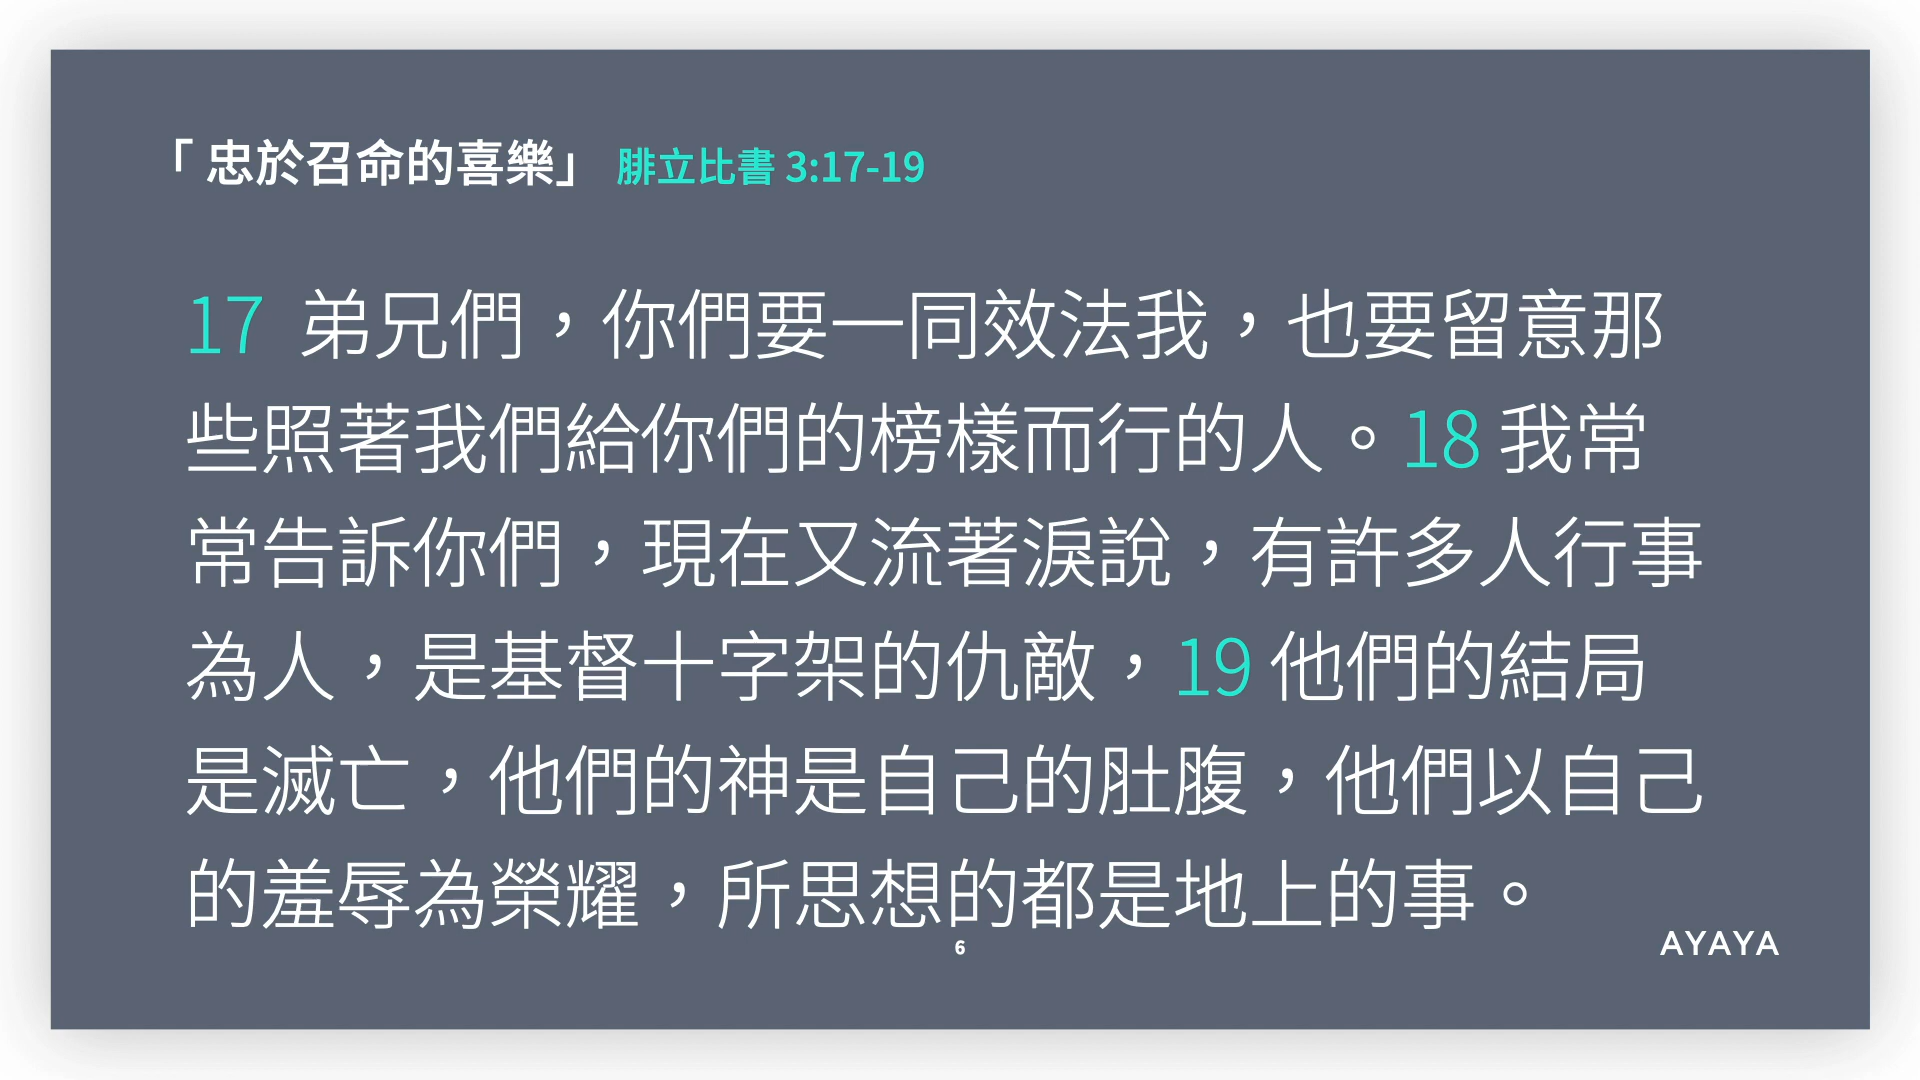 「 忠於召命的喜樂」 腓立比書 3:17-19
17 弟兄們，你們要一同效法我，也要留意那
些照著我們給你們的榜樣而行的人。18 我常
常告訴你們，現在又流著淚說，有許多人行事
為人，是基督十字架的仇敵，19 他們的結局
是滅亡，他們的神是自己的肚腹，他們以自己
的羞辱為榮耀，所思想的都是地上的事。
6
AYAYA